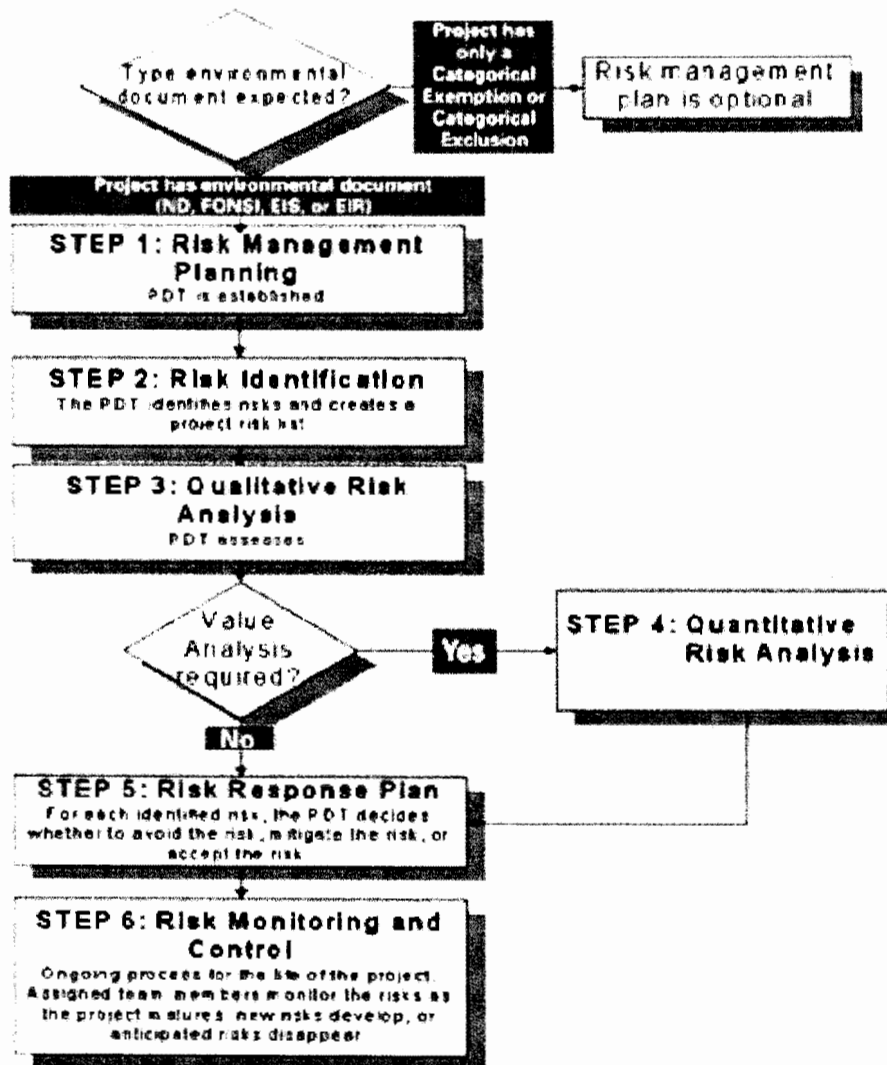 Type environmental
document expected?
Project has
only a
Categorical
Exemption or
Categorical
Exclusion
Risk management
plan is optional
Project has environmental document
(ND, FONSI, EIS, or EIR)
STEP 1: Risk Management
Planning
PDT is established
STEP 2: Risk Identification
The PDT identifies risks and creates a
project risk list
STEP 3: Qualitative Risk
Analysis
PDT assesses
Value
Analysis
required?
Yes
STEP 4: Quantitative
Risk Analysis
No
STEP 5: Risk Response Plan
For each identified risk, the PDT decides
whether to avoid the risk, mitigate the risk, or
accept the risk
STEP 6: Risk Monitoring and
Control
Ongoing process for the life of the project.
Assigned team members monitor the risks as
the project matures, new risks develop, or
anticipated risks disappear